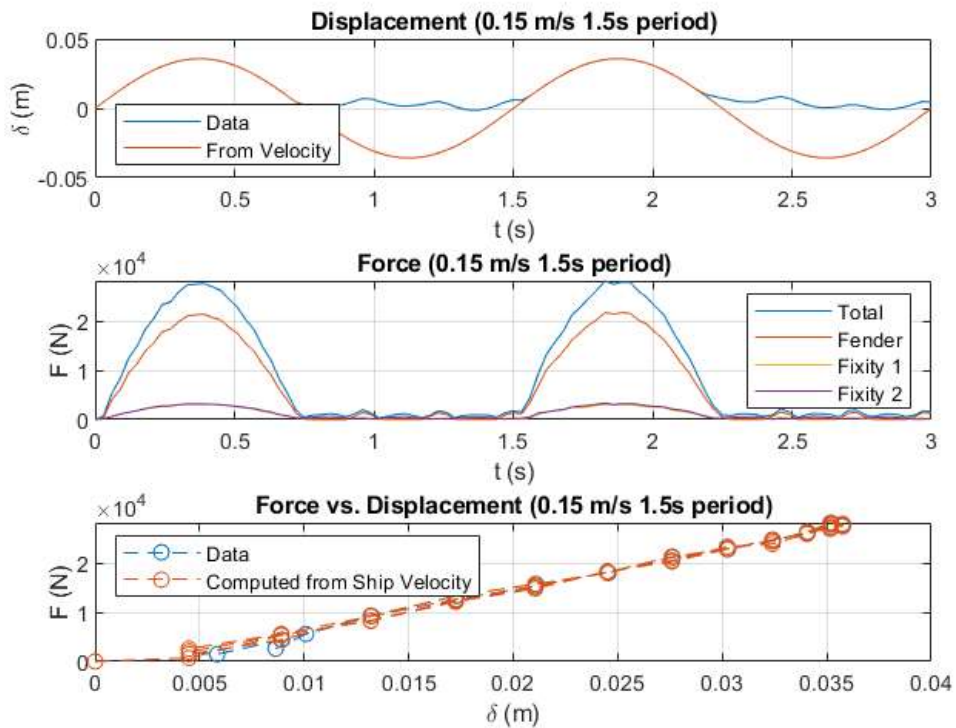 Displacement (0.15 m/s 1.5s period)
0.05
0
-0.05
δ (m)
Data
From Velocity
0 0.5 1 1.5 2 2.5 3
t (s)
×10⁴
Force (0.15 m/s 1.5s period)
2
1
0
F (N)
Total
Fender
Fixity 1
Fixity 2
0 0.5 1 1.5 2 2.5 3
t (s)
×10⁴
Force vs. Displacement (0.15 m/s 1.5s period)
2
1
0
F (N)
Data
Computed from Ship Velocity
0 0.005 0.01 0.015 0.02 0.025 0.03 0.035 0.04
δ (m)